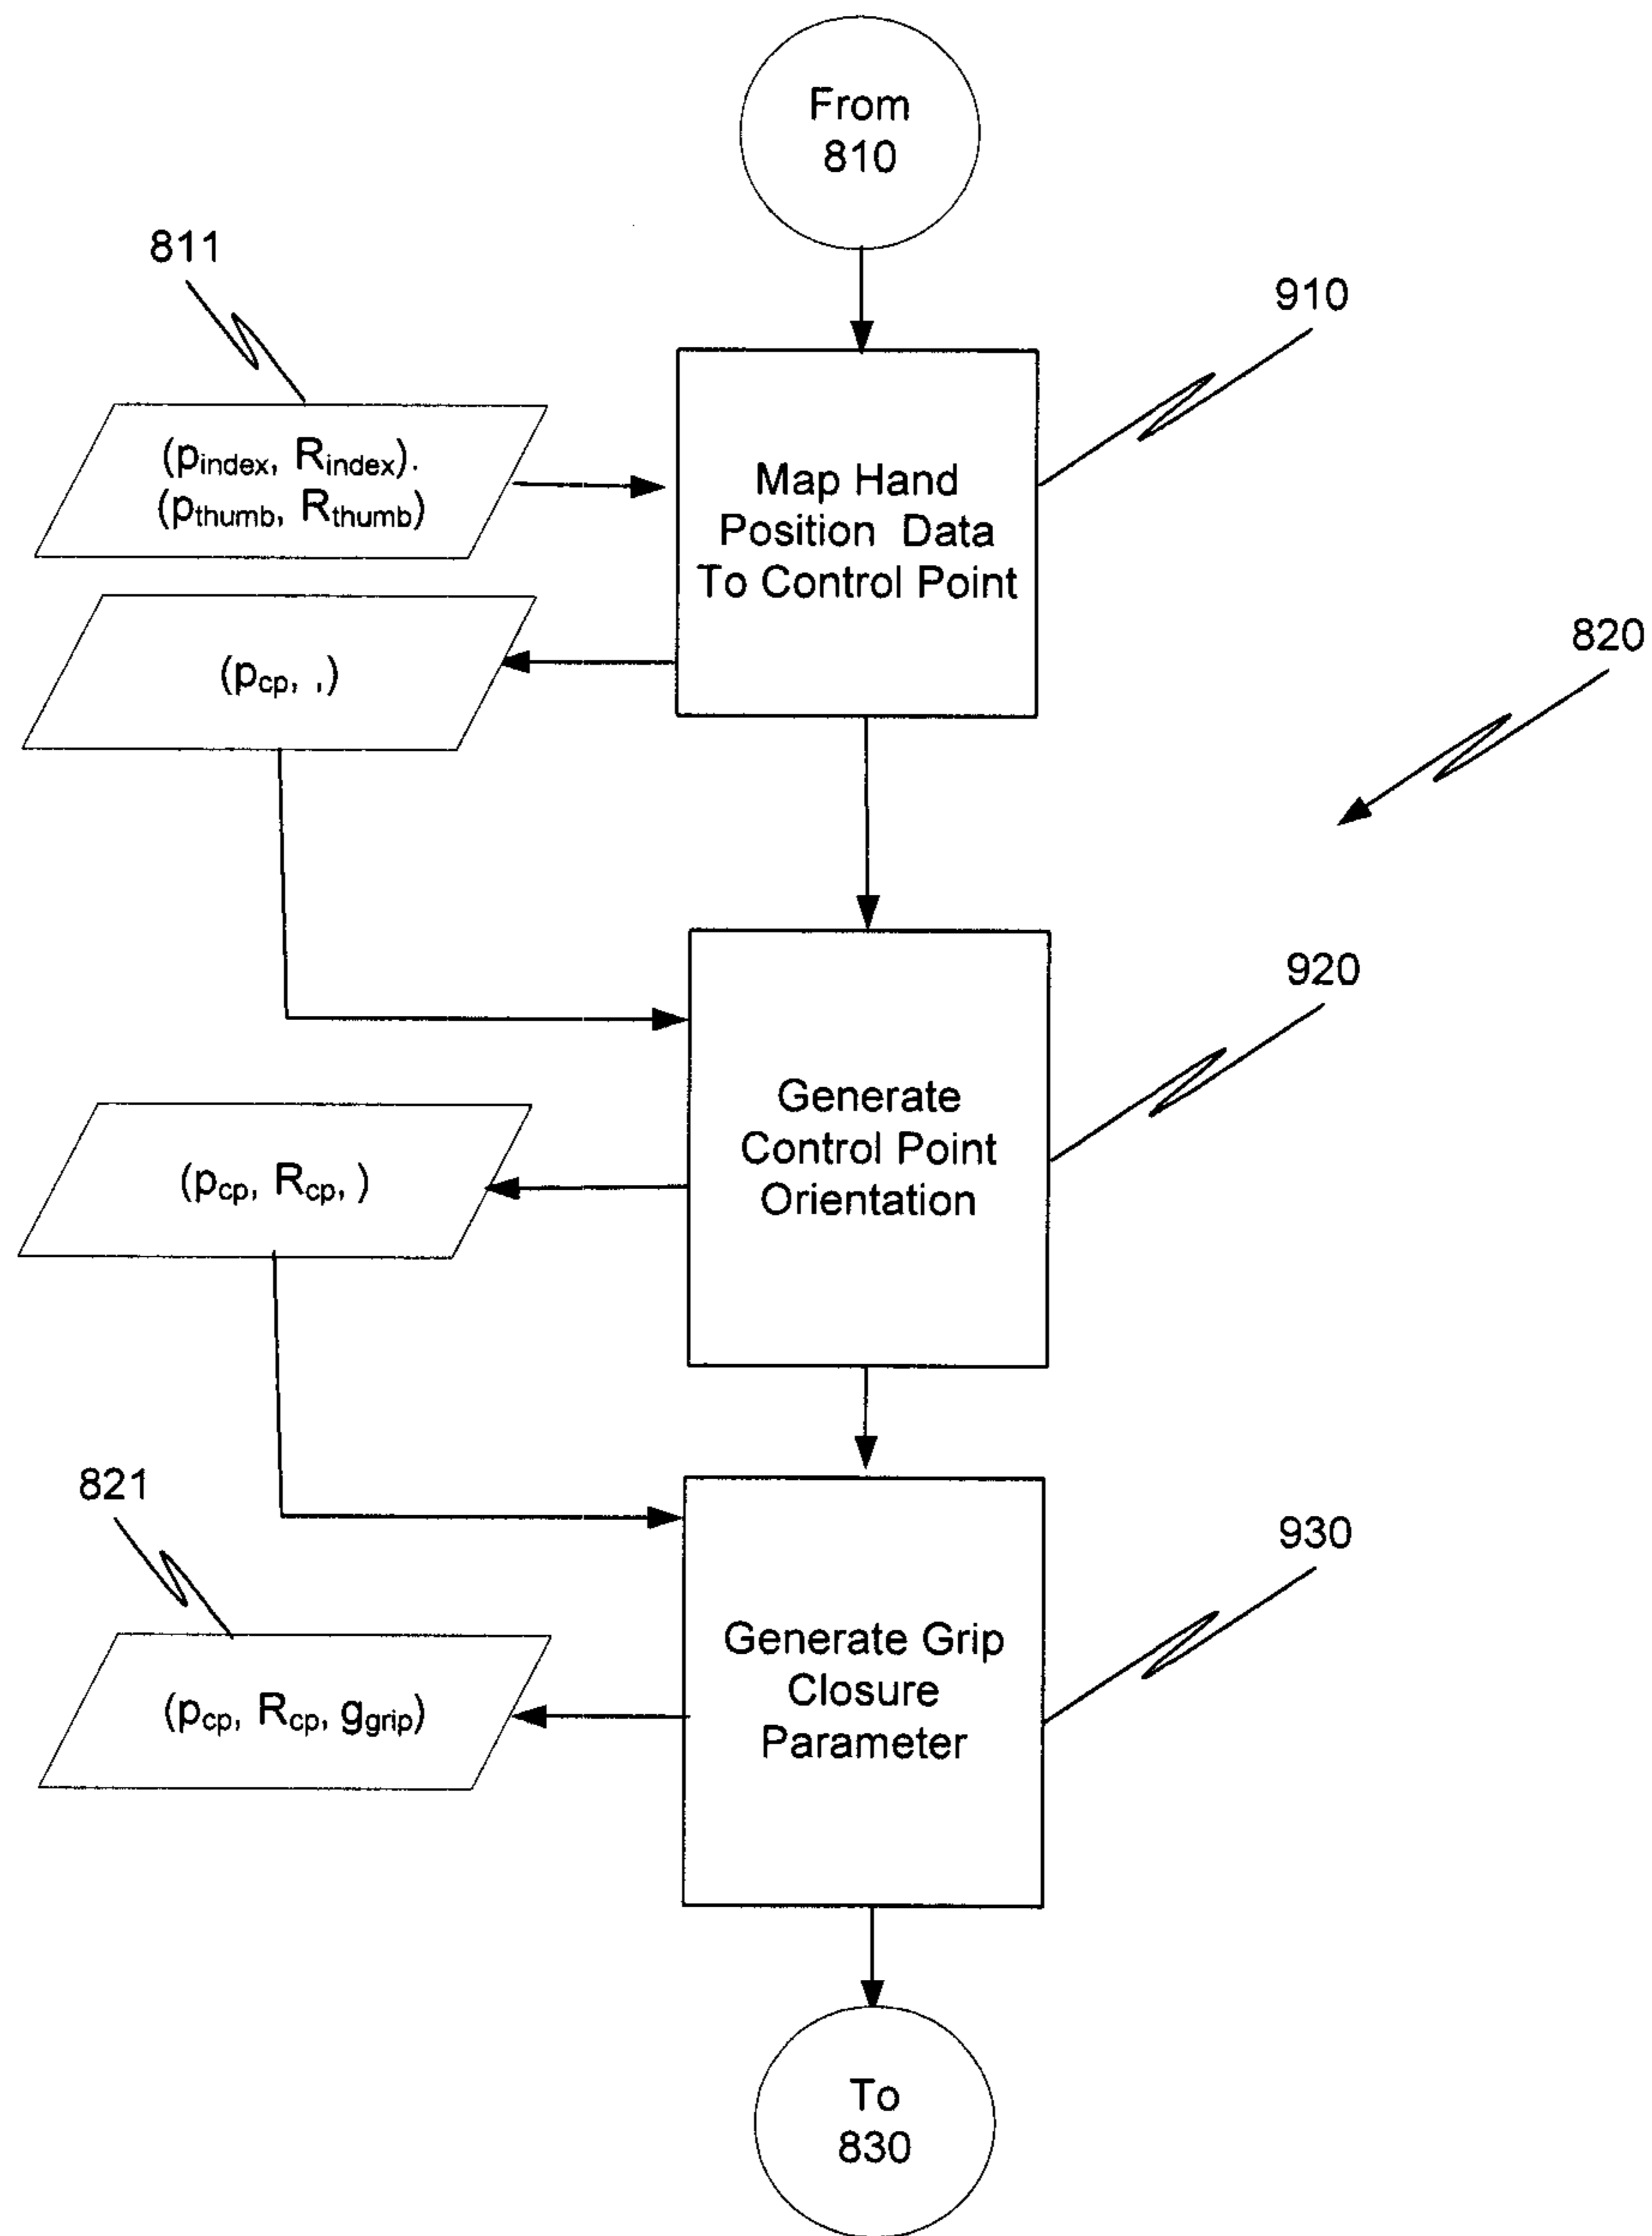 From
810
811
910
(pindex, Rindex).
(pthumb, Rthumb)
Map Hand
Position Data
To Control Point
820
(pcp, ,)
920
Generate
Control Point
Orientation
(pcp, Rcp, )
821
930
Generate Grip
Closure
Parameter
(pcp, Rcp, ggrip)
To
830